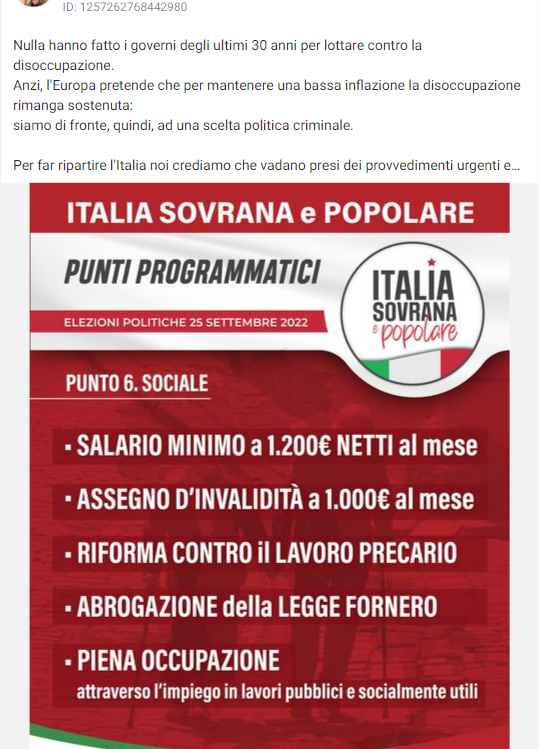 ID: 1257262768442980
Nulla hanno fatto i governi degli ultimi 30 anni per lottare contro la
disoccupazione.
Anzi, l'Europa pretende che per mantenere una bassa inflazione la disoccupazione
rimanga sostenuta:
siamo di fronte, quindi, ad una scelta politica criminale.
Per far ripartire l'Italia noi crediamo che vadano presi dei provvedimenti urgenti e...
ITALIA SOVRANA e POPOLARE
PUNTI PROGRAMMATICI
ELEZIONI POLITICHE 25 SETTEMBRE 2022
ITALIA
SOVRANA
e popolare
PUNTO 6. SOCIALE
▪ SALARIO MINIMO a 1.200€ NETTI al mese
▪ ASSEGNO D'INVALIDITÀ a 1.000€ al mese
▪ RIFORMA CONTRO il LAVORO PRECARIO
▪ ABROGAZIONE della LEGGE FORNERO
▪ PIENA OCCUPAZIONE
attraverso l'impiego in lavori pubblici e socialmente utili